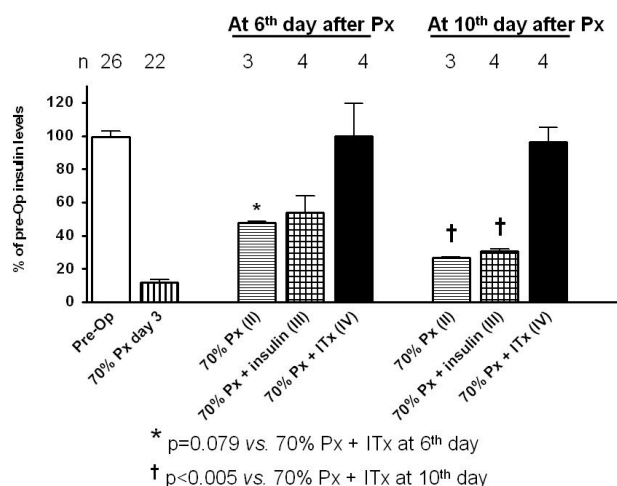 At 6th day after Px At 10th day after Px
n 26 22 3 4 4 3 4 4
% of pre-Op insulin levels
120
100
80
60
40
20
0
*
†
†
Pre-Op
70% Px day 3
70% Px (II)
70% Px + insulin (III)
70% Px + ITx (IV)
70% Px (II)
70% Px + insulin (III)
70% Px + ITx (IV)
* p=0.079 vs. 70% Px + ITx at 6th day
† p<0.005 vs. 70% Px + ITx at 10th day